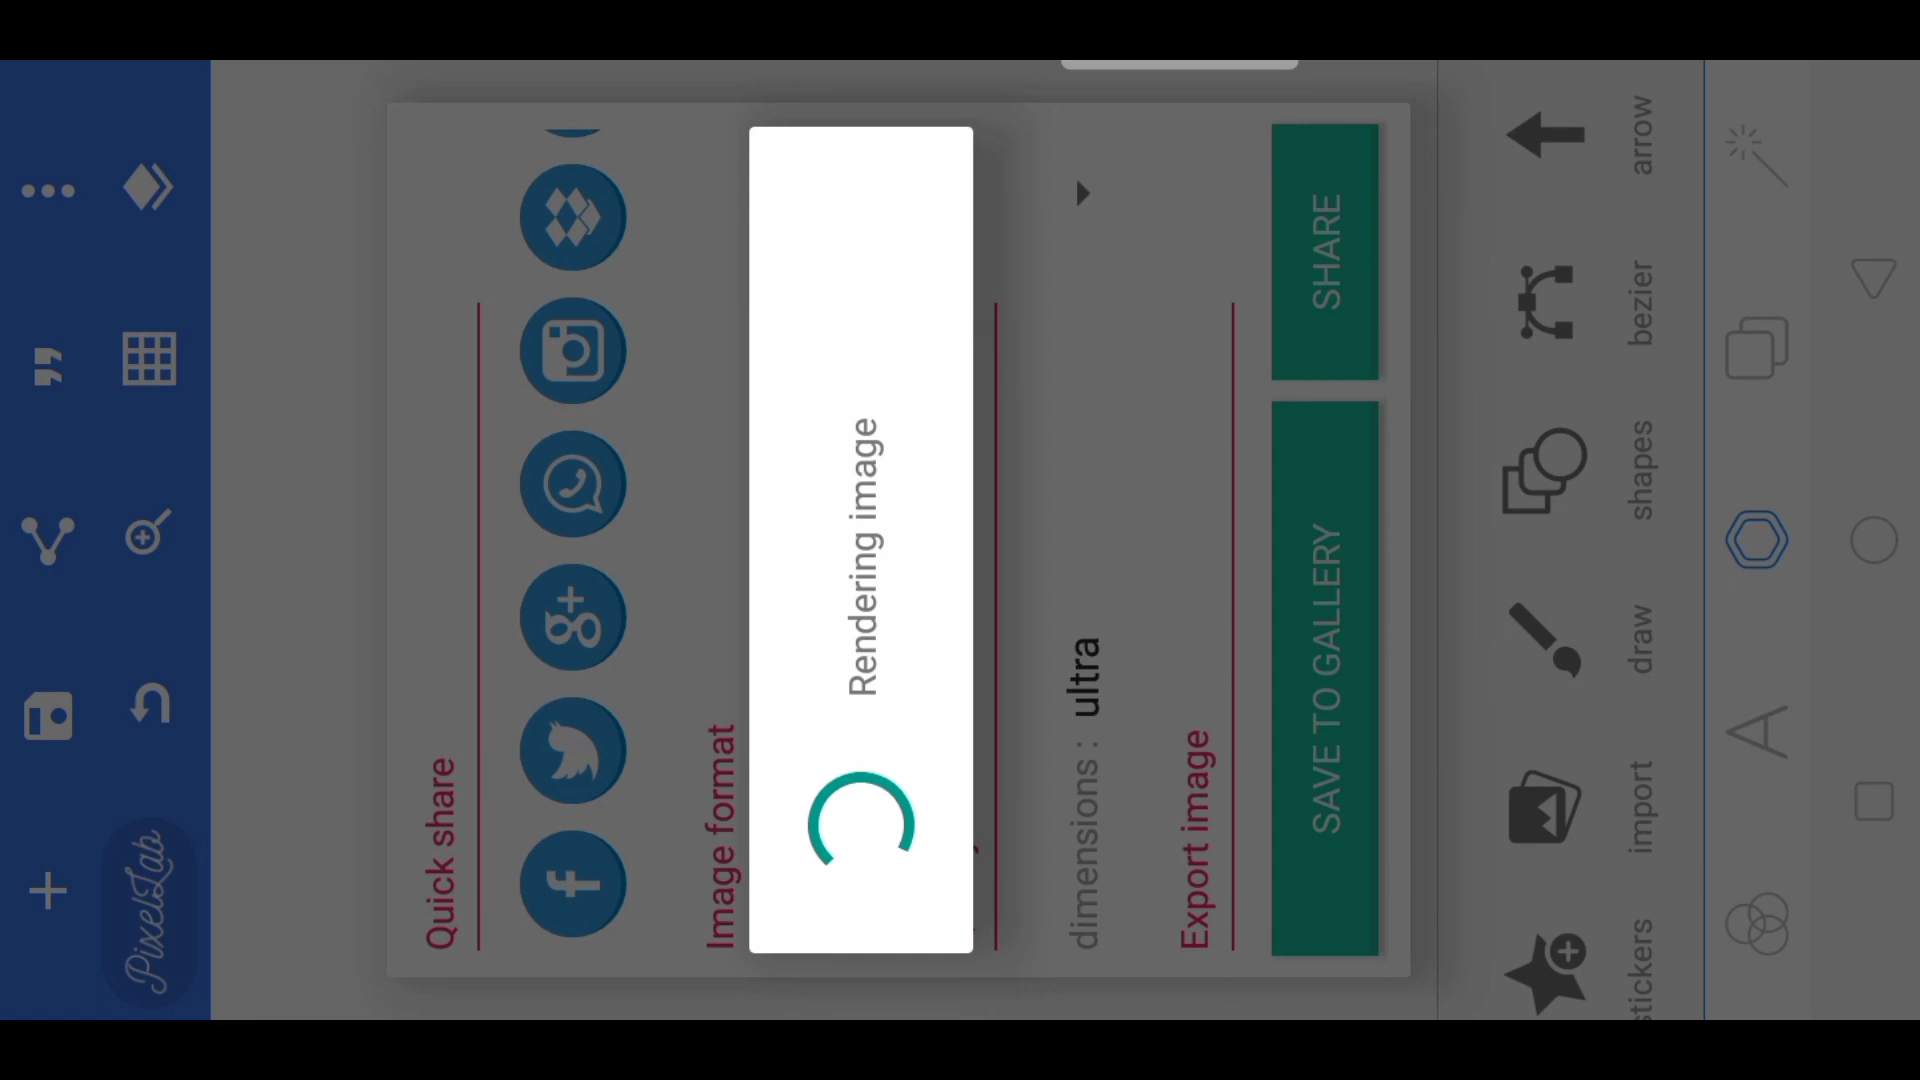 PixelLab
Quick share
Image format
Rendering image
dimensions : ultra
Export image
SAVE TO GALLERY
SHARE
stickers
import
draw
shapes
bezier
arrow